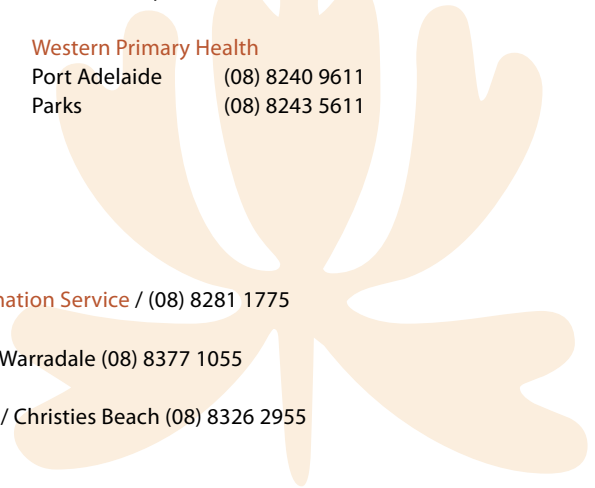 Western Primary Health
Port Adelaide (08) 8240 9611
Parks (08) 8243 5611
nation Service / (08) 8281 1775
Warradale (08) 8377 1055
/ Christies Beach (08) 8326 2955